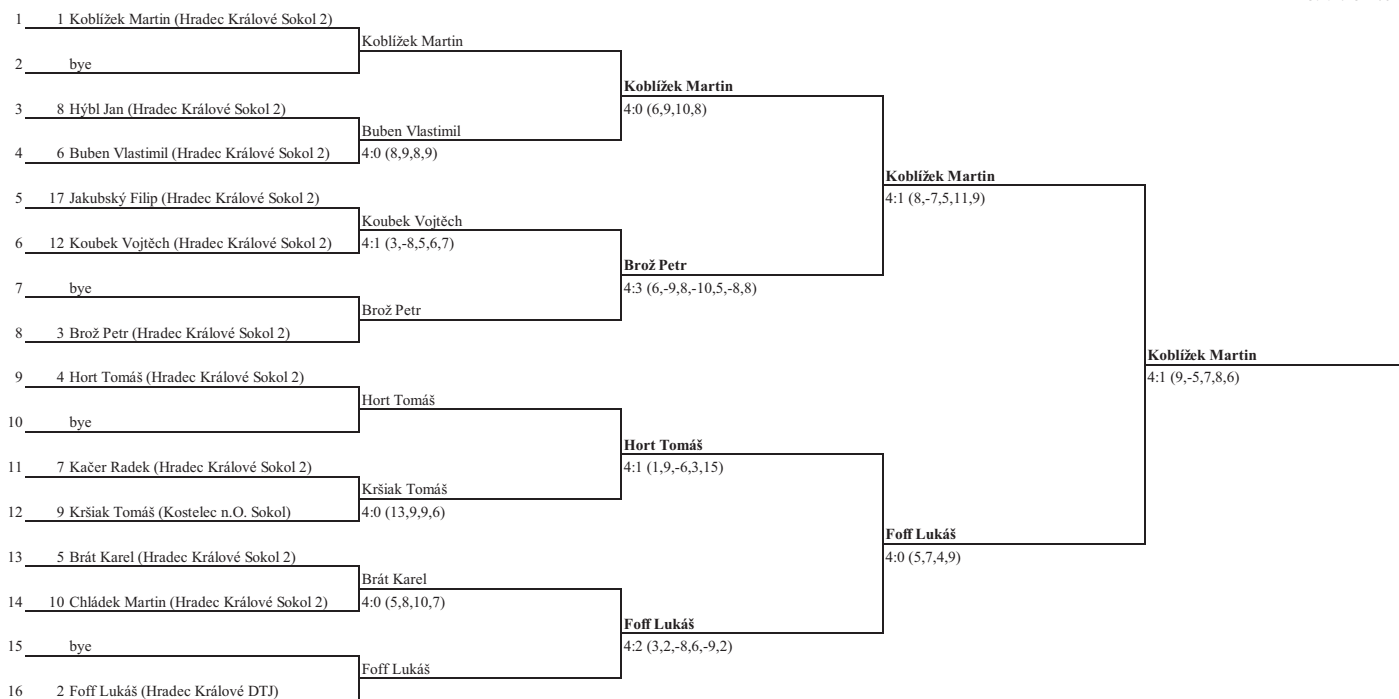 1 1 Koblížek Martin (Hradec Králové Sokol 2)
Koblížek Martin
2 bye
Koblížek Martin
4:0 (6,9,10,8)
3 8 Hýbl Jan (Hradec Králové Sokol 2)
Buben Vlastimil
4:0 (8,9,8,9)
4 6 Buben Vlastimil (Hradec Králové Sokol 2)
Koblížek Martin
4:1 (8,-7,5,11,9)
5 17 Jakubský Filip (Hradec Králové Sokol 2)
Koubek Vojtěch
4:1 (3,-8,5,6,7)
6 12 Koubek Vojtěch (Hradec Králové Sokol 2)
Brož Petr
4:3 (6,-9,8,-10,5,-8,8)
7 bye
Brož Petr
8 3 Brož Petr (Hradec Králové Sokol 2)
Koblížek Martin
4:1 (9,-5,7,8,6)
9 4 Hort Tomáš (Hradec Králové Sokol 2)
Hort Tomáš
10 bye
Hort Tomáš
4:1 (1,9,-6,3,15)
11 7 Kačer Radek (Hradec Králové Sokol 2)
Kršiak Tomáš
4:0 (13,9,9,6)
12 9 Kršiak Tomáš (Kostelec n.O. Sokol)
Foff Lukáš
4:0 (5,7,4,9)
13 5 Brát Karel (Hradec Králové Sokol 2)
Brát Karel
4:0 (5,8,10,7)
14 10 Chládek Martin (Hradec Králové Sokol 2)
Foff Lukáš
4:2 (3,2,-8,6,-9,2)
15 bye
Foff Lukáš
16 2 Foff Lukáš (Hradec Králové DTJ)